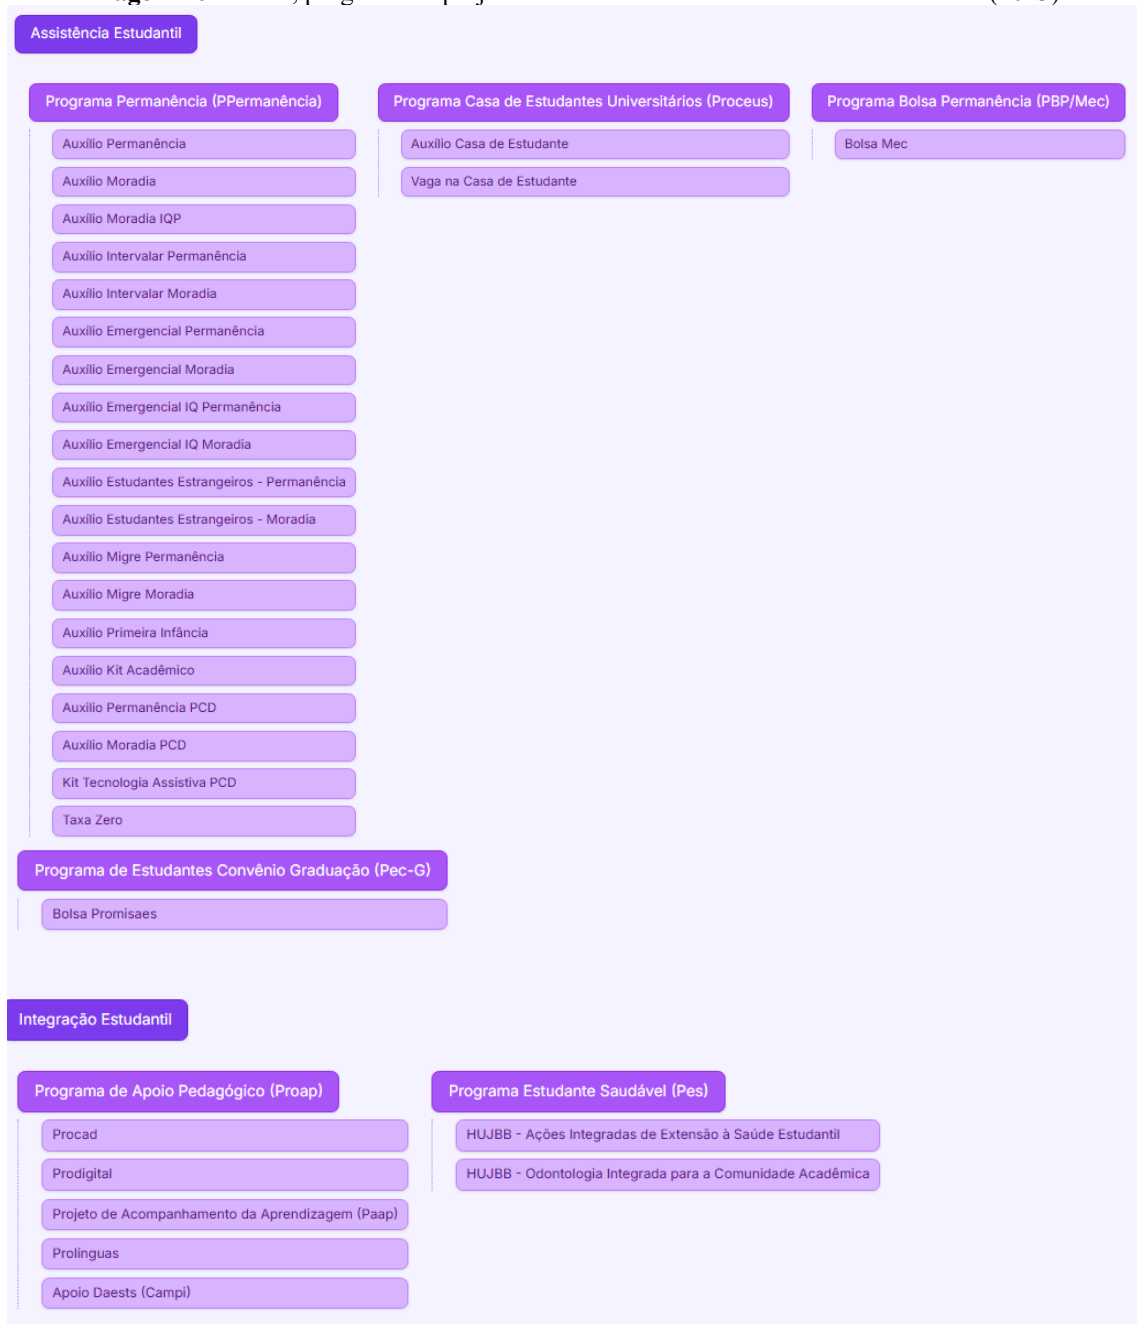 Assistência Estudantil
Programa Permanência (PPermanência)
Auxílio Permanência
Auxílio Moradia
Auxílio Moradia IQP
Auxílio Intervalar Permanência
Auxílio Intervalar Moradia
Auxílio Emergencial Permanência
Auxílio Emergencial Moradia
Auxílio Emergencial IQ Permanência
Auxílio Emergencial IQ Moradia
Auxílio Estudantes Estrangeiros - Permanência
Auxílio Estudantes Estrangeiros - Moradia
Auxílio Migre Permanência
Auxílio Migre Moradia
Auxílio Primeira Infância
Auxílio Kit Acadêmico
Auxilio Permanência PCD
Auxílio Moradia PCD
Kit Tecnologia Assistiva PCD
Taxa Zero
Programa Casa de Estudantes Universitários (Proceus)
Auxílio Casa de Estudante
Vaga na Casa de Estudante
Programa Bolsa Permanência (PBP/Mec)
Bolsa Mec
Programa de Estudantes Convênio Graduação (Pec-G)
Bolsa Promisaes
Integração Estudantil
Programa de Apoio Pedagógico (Proap)
Procad
Prodigital
Projeto de Acompanhamento da Aprendizagem (Paap)
Prolínguas
Apoio Daests (Campi)
Programa Estudante Saudável (Pes)
HUJBB - Ações Integradas de Extensão à Saúde Estudantil
HUJBB - Odontologia Integrada para a Comunidade Acadêmica